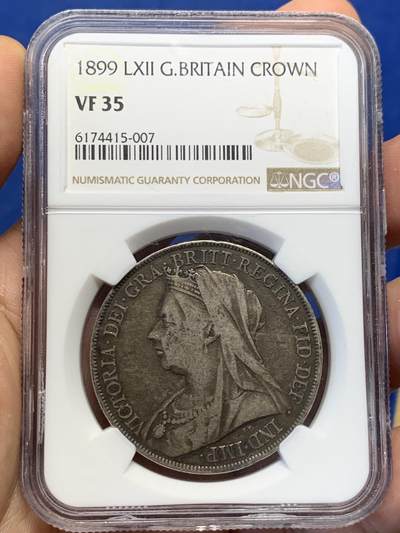 1899 LXII G.BRITAIN CROWN
VF 35
6174415-007
NUMISMATIC GUARANTY CORPORATION
NGC®
VICTORIA·DEI·GRA·BRITT·REGINA·FID·DEF·IND·IMP·